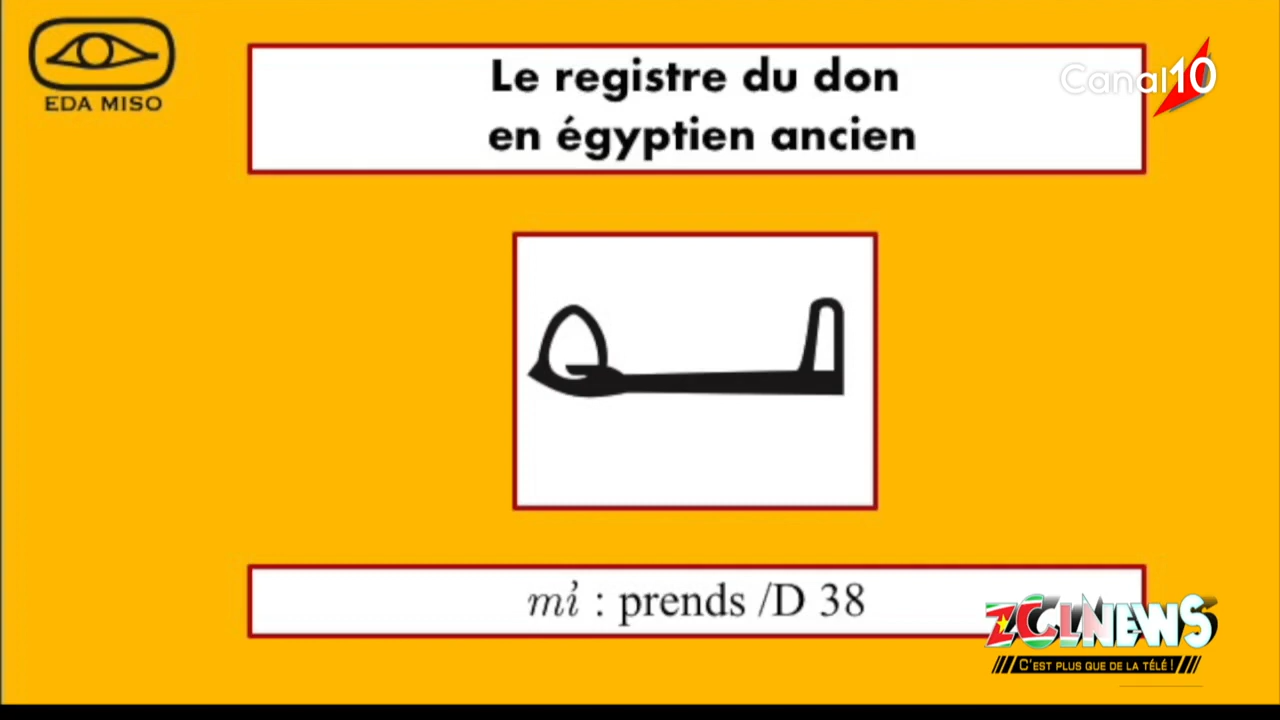 EDA MISO
Le registre du don
en égyptien ancien
Canal10
mỉ : prends /D 38
ZCLNEWS
C'EST PLUS QUE DE LA TÉLÉ !